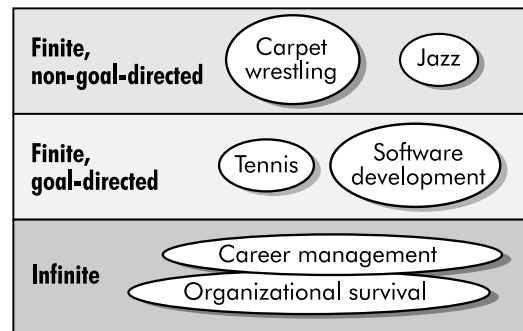 Finite,
non-goal-directed
Carpet
wrestling
Jazz
Finite,
goal-directed
Tennis
Software
development
Infinite
Career management
Organizational survival